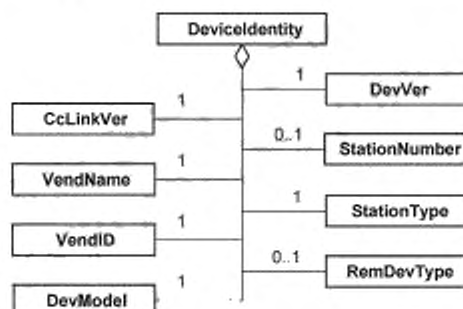 DeviceIdentity
1
DevVer
1
CcLinkVer
0..1
StationNumber
1
VendName
1
StationType
1
VendID
0..1
RemDevType
1
DevModel